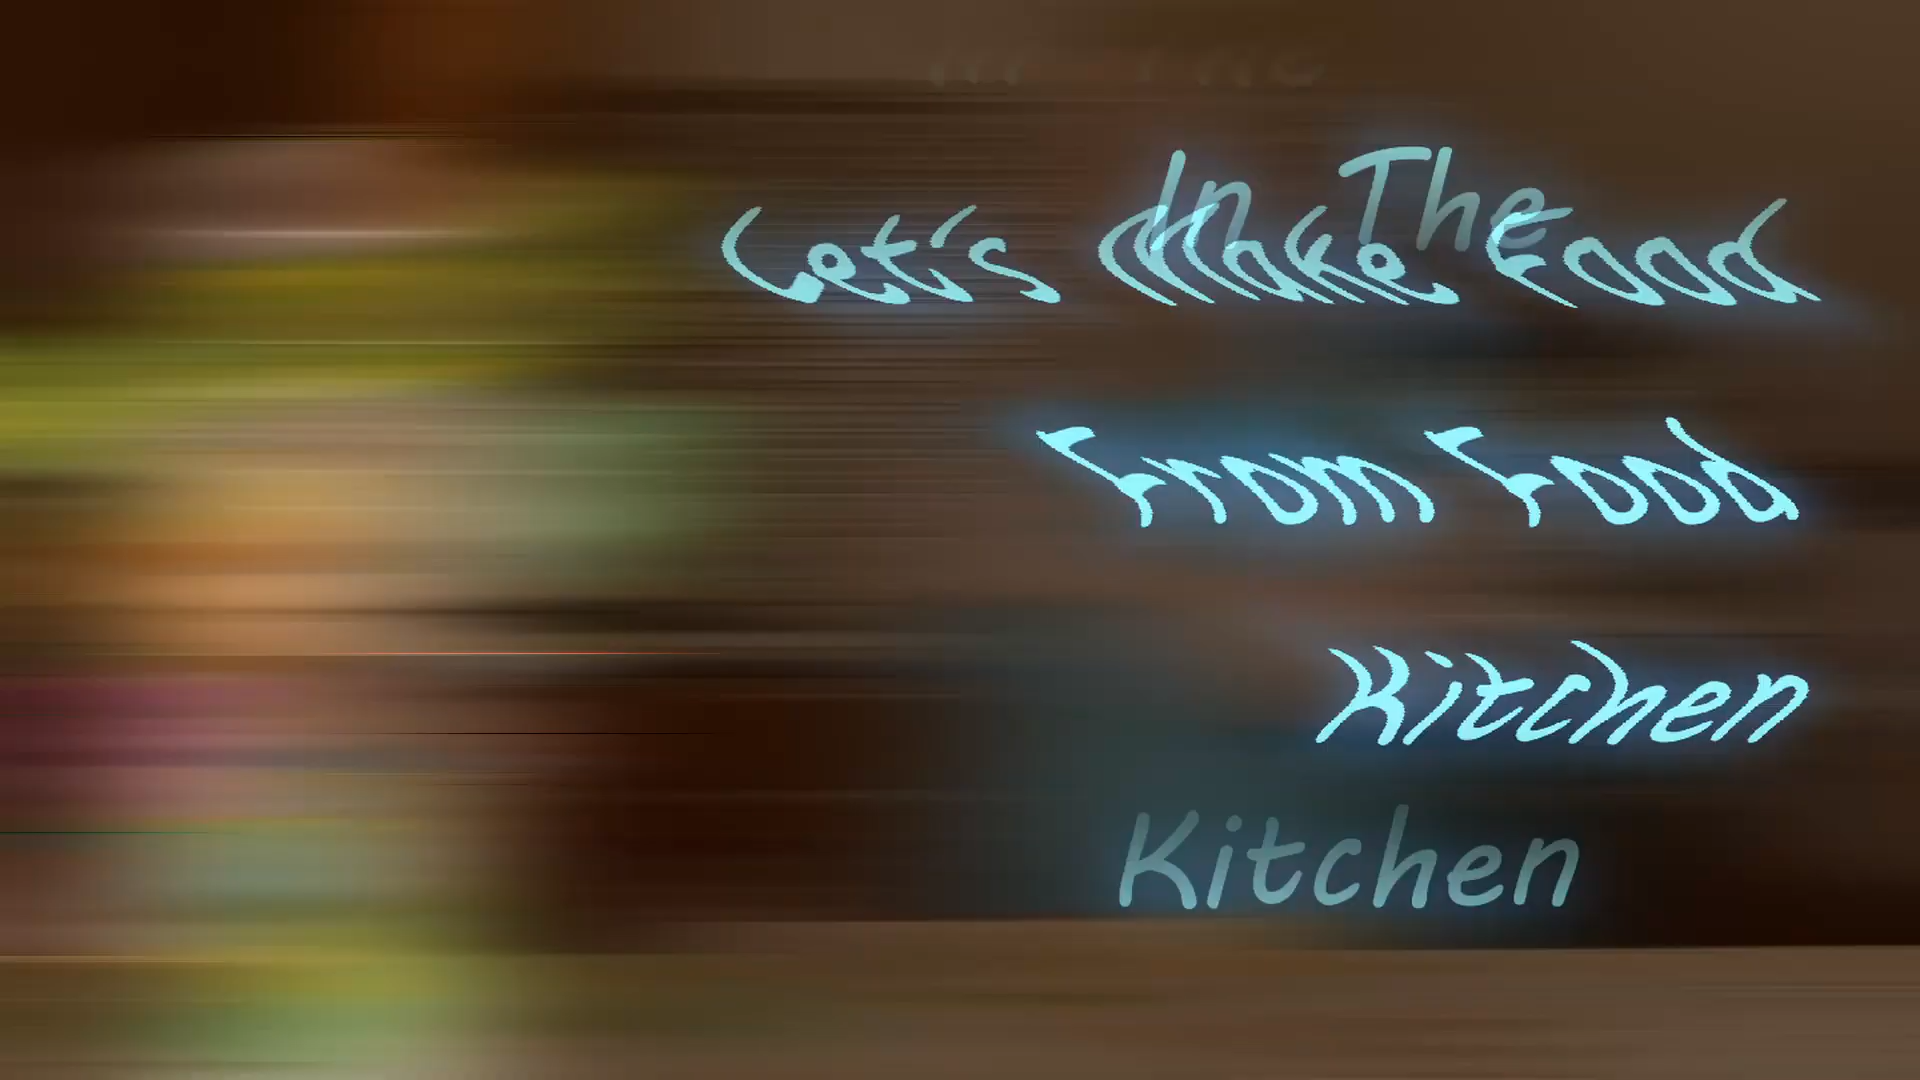 In The
Let's Make Food
From Food
Kitchen
Kitchen